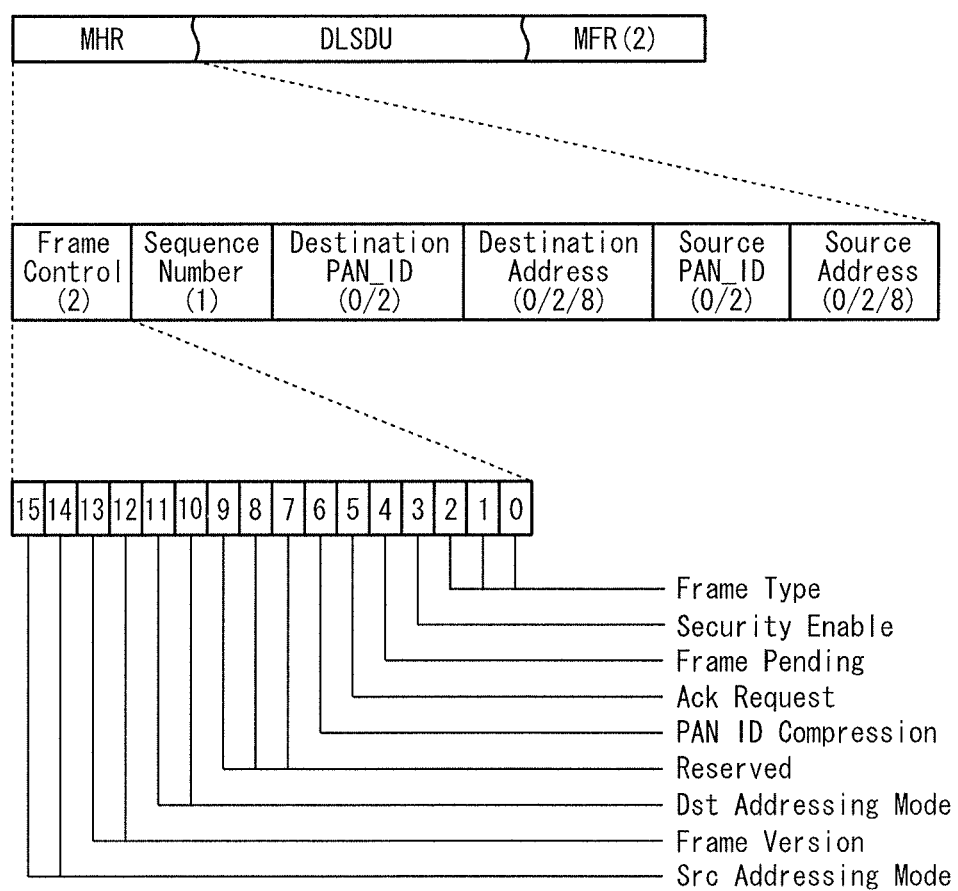 MHR DLSDU MFR(2)
Frame Sequence Destination Destination Source Source
Control Number PAN_ID Address PAN_ID Address
(2) (1) (0/2) (0/2/8) (0/2) (0/2/8)
15 14 13 12 11 10 9 8 7 6 5 4 3 2 1 0
Frame Type
Security Enable
Frame Pending
Ack Request
PAN ID Compression
Reserved
Dst Addressing Mode
Frame Version
Src Addressing Mode